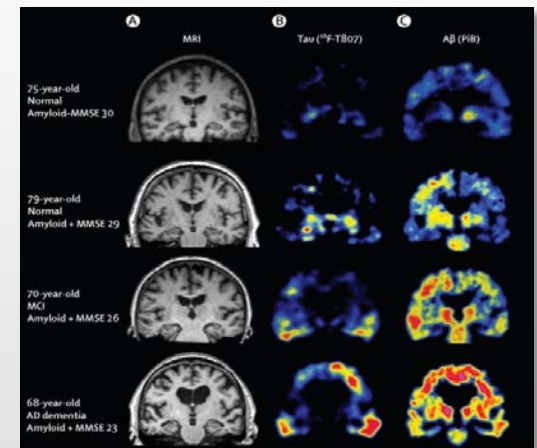 A
B
C
MRI
Tau (¹⁸F-T807)
Aβ (PiB)
75-year-old
Normal
Amyloid–MMSE 30
79-year-old
Normal
Amyloid + MMSE 29
70-year-old
MCI
Amyloid + MMSE 26
68-year-old
AD dementia
Amyloid + MMSE 23